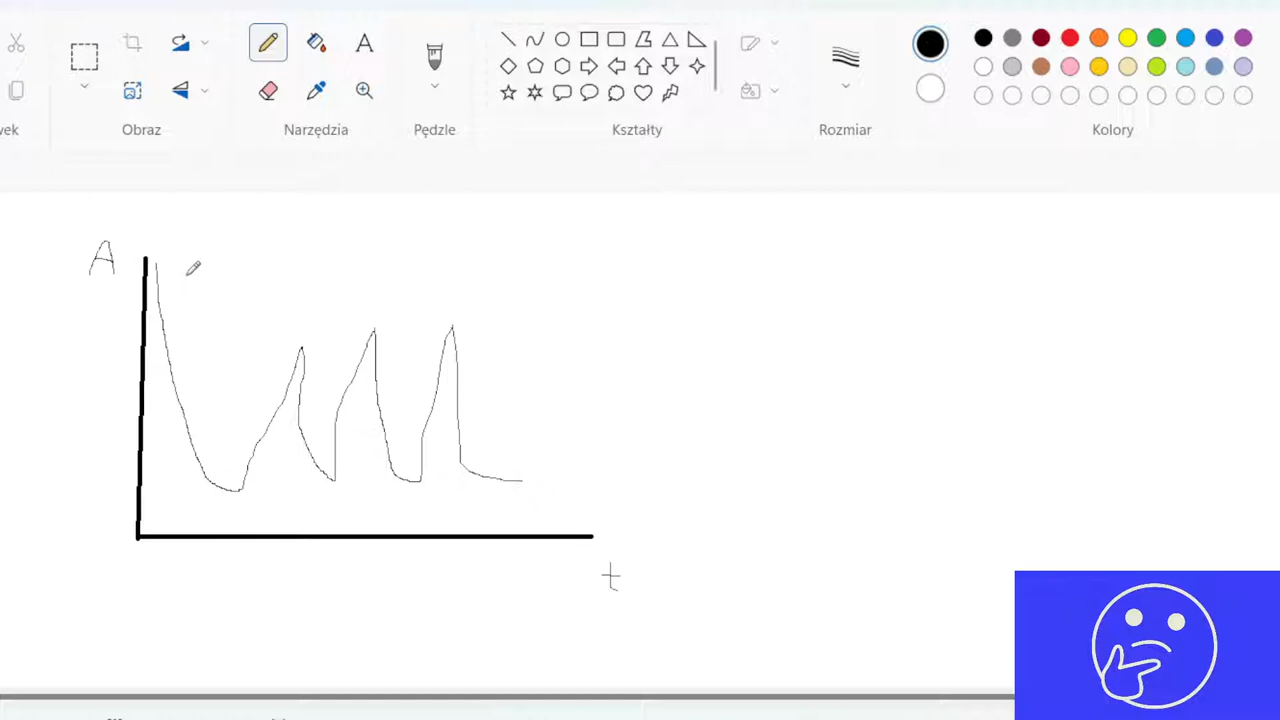 wek
Obraz
Narzędzia
Pędzle
Kształty
Rozmiar
Kolory
A
t